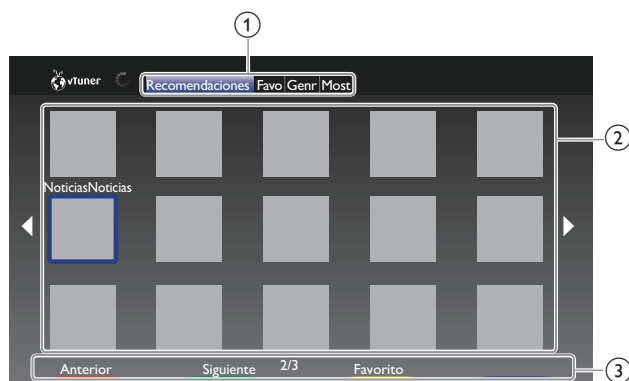 1
vTuner
Recomendaciones Favo Genr Most
2
NoticiasNoticias
Anterior Siguiente 2/3 Favorito
3